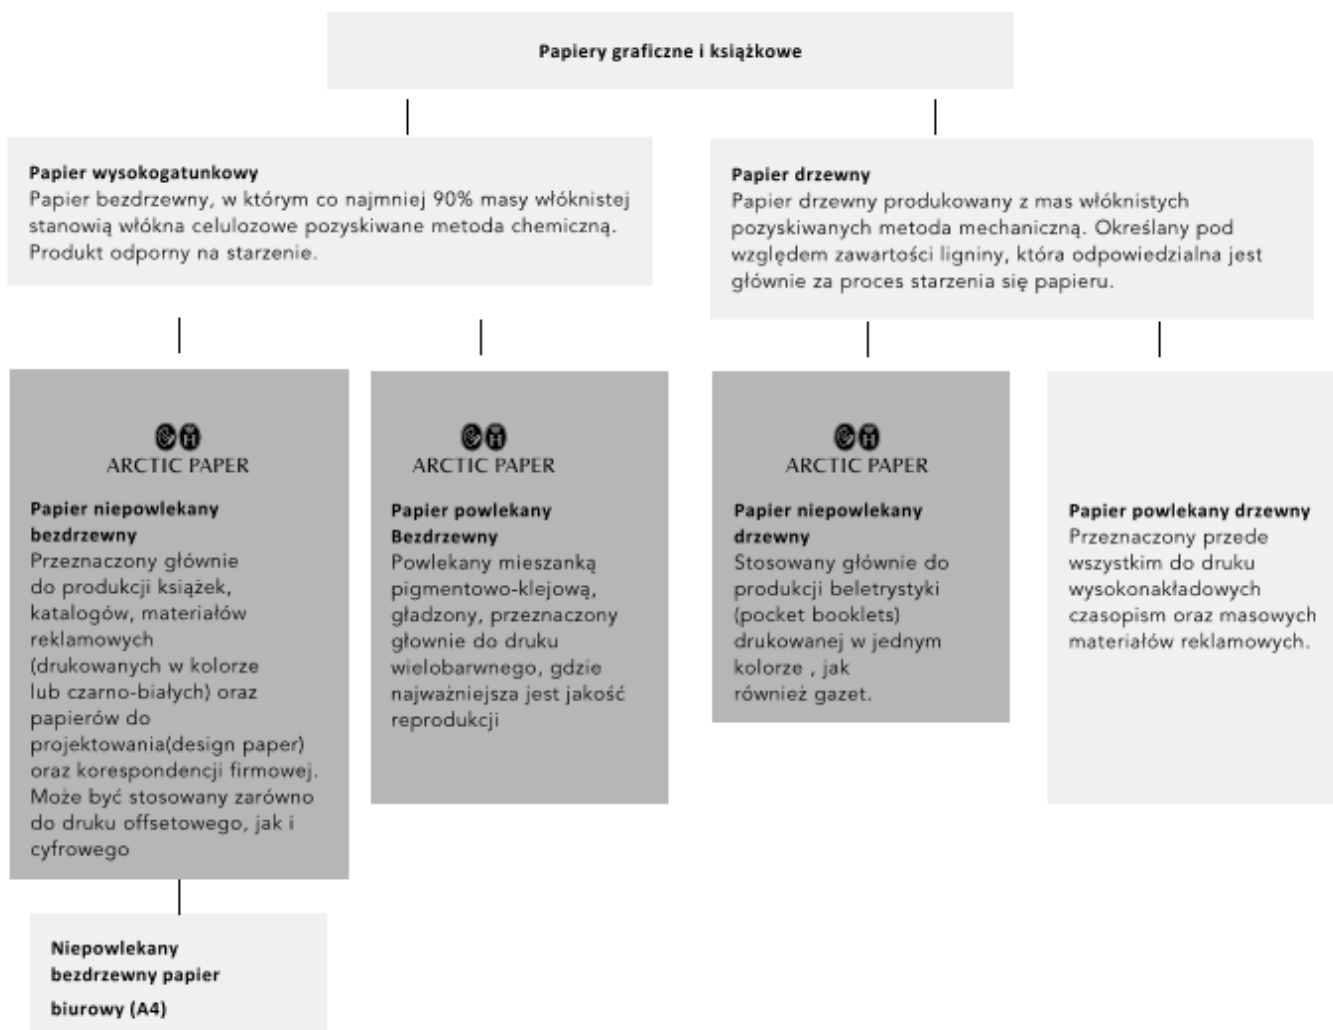 Papiery graficzne i książkowe
Papier wysokogatunkowy
Papier bezdrzewny, w którym co najmniej 90% masy włóknistej
stanowią włókna celulozowe pozyskiwane metoda chemiczną.
Produkt odporny na starzenie.
Papier drzewny
Papier drzewny produkowany z mas włóknistych
pozyskiwanych metoda mechaniczną. Określany pod
względem zawartości ligniny, która odpowiedzialna jest
głównie za proces starzenia się papieru.
ARCTIC PAPER
Papier niepowlekany
bezdrzewny
Przeznaczony głównie
do produkcji książek,
katalogów, materiałów
reklamowych
(drukowanych w kolorze
lub czarno-białych) oraz
papierów do
projektowania(design paper)
oraz korespondencji firmowej.
Może być stosowany zarówno
do druku offsetowego, jak i
cyfrowego
ARCTIC PAPER
Papier powlekany
Bezdrzewny
Powlekany mieszanką
pigmentowo-klejową,
gładzony, przeznaczony
głownie do druku
wielobarwnego, gdzie
najważniejsza jest jakość
reprodukcji
ARCTIC PAPER
Papier niepowlekany
drzewny
Stosowany głównie do
produkcji beletrystyki
(pocket booklets)
drukowanej w jednym
kolorze , jak
również gazet.
Papier powlekany drzewny
Przeznaczony przede
wszystkim do druku
wysokonakładowych
czasopism oraz masowych
materiałów reklamowych.
Niepowlekany
bezdrzewny papier
biurowy (A4)